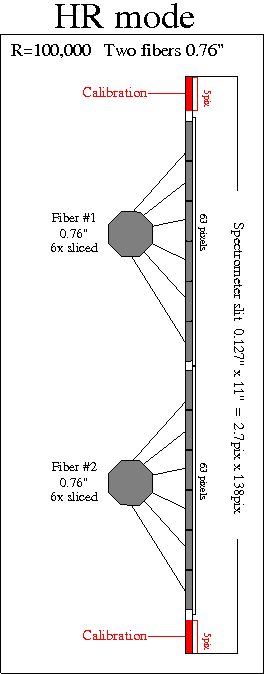 HR mode
R=100,000 Two fibers 0.76"
Calibration
5pix
Fiber #1
0.76"
6x sliced
63 pixels
Spectrometer slit 0.127" x 11" = 2.7pix x 138pix
Fiber #2
0.76"
6x sliced
63 pixels
Calibration
5pix